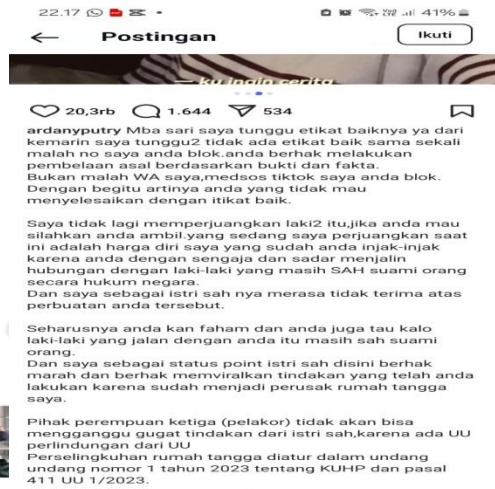 22.17
41%
Postingan
Ikuti
— ku ingin cerita
20,3rb 1.644 534
ardanyputry Mba sari saya tunggu etikat baiknya ya dari
kemarin saya tunggu2 tidak ada etikat baik sama sekali
malah no saya anda blok.anda berhak melakukan
pembelaan asal berdasarkan bukti dan fakta.
Bukan malah WA saya,medsos tiktok saya anda blok.
Dengan begitu artinya anda yang tidak mau
menyelesaikan dengan itikat baik.
Saya tidak lagi memperjuangkan laki2 itu,jika anda mau
silahkan anda ambil.yang sedang saya perjuangkan saat
ini adalah harga diri saya yang sudah anda injak-injak
karena anda dengan sengaja dan sadar menjalin
hubungan dengan laki-laki yang masih SAH suami orang
secara hukum negara.
Dan saya sebagai istri sah nya merasa tidak terima atas
perbuatan anda tersebut.
Seharusnya anda kan faham dan anda juga tau kalo
laki-laki yang jalan dengan anda itu masih sah suami
orang.
Dan saya sebagai status point istri sah disini berhak
marah dan berhak memviralkan tindakan yang telah anda
lakukan karena sudah menjadi perusak rumah tangga
saya.
Pihak perempuan ketiga (pelakor) tidak akan bisa
mengganggu gugat tindakan dari istri sah,karena ada UU
perlindungan dari UU
Perselingkuhan rumah tangga diatur dalam undang
undang nomor 1 tahun 2023 tentang KUHP dan pasal
411 UU 1/2023.